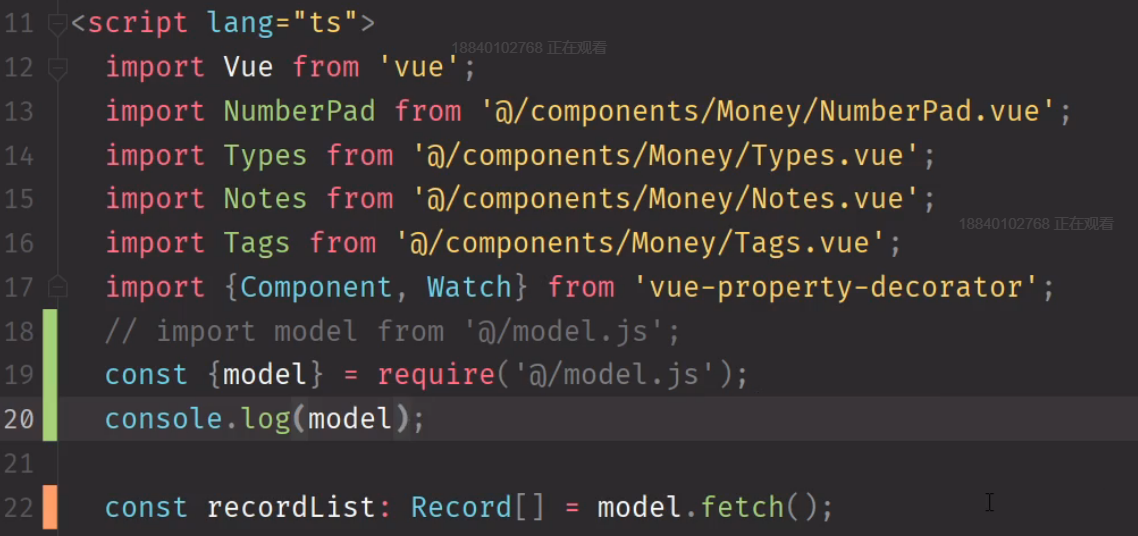 11 <script lang="ts">
18840102768 正在观看
12 import Vue from 'vue';
13 import NumberPad from '@/components/Money/NumberPad.vue';
14 import Types from '@/components/Money/Types.vue';
15 import Notes from '@/components/Money/Notes.vue';
18840102768 正在观看
16 import Tags from '@/components/Money/Tags.vue';
17 import {Component, Watch} from 'vue-property-decorator';
18 // import model from '@/model.js';
19 const {model} = require('@/model.js');
20 console.log(model);
21
22 const recordList: Record[] = model.fetch();